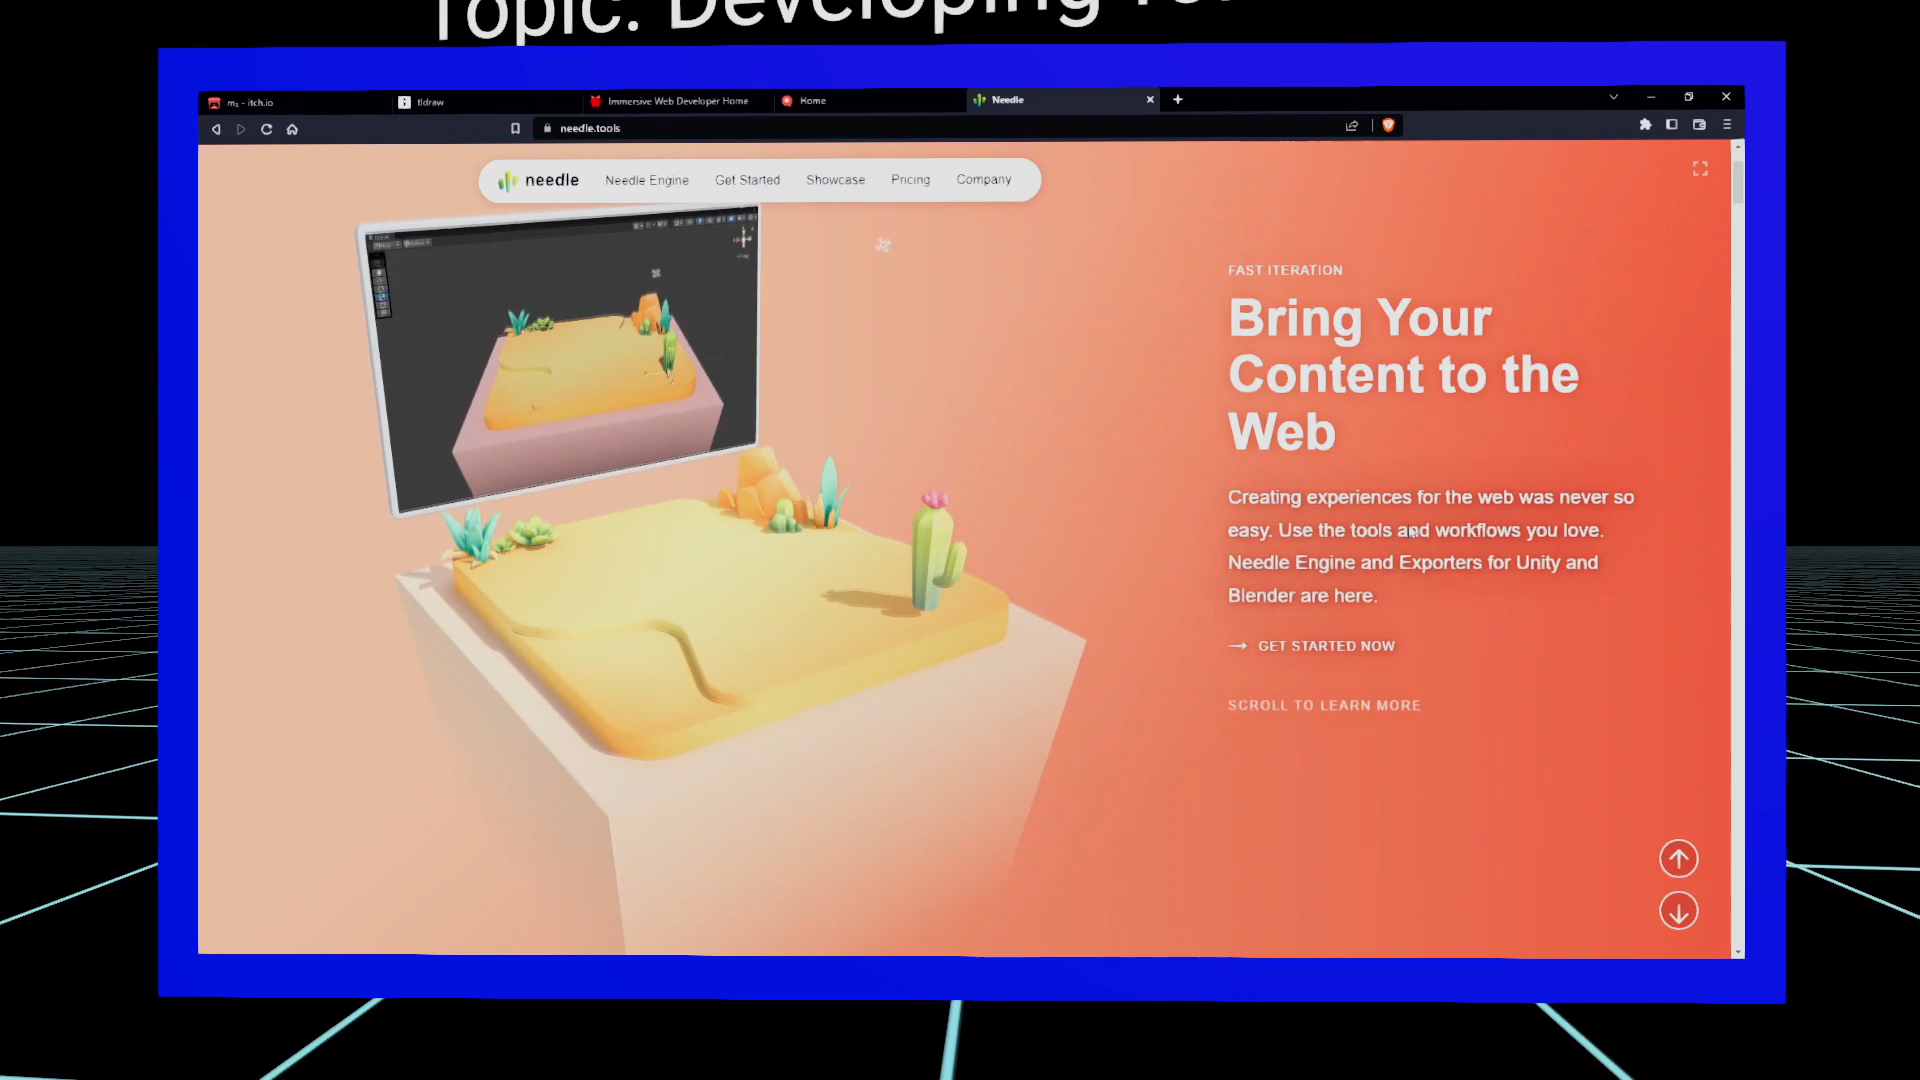 Topic: Developing
m₂ - itch.io
tldraw
Immersive Web Developer Home
Home
Needle
needle.tools
needle
Needle Engine
Get Started
Showcase
Pricing
Company
FAST ITERATION
Bring Your
Content to the
Web
Creating experiences for the web was never so
easy. Use the tools and workflows you love.
Needle Engine and Exporters for Unity and
Blender are here.
→ GET STARTED NOW
SCROLL TO LEARN MORE